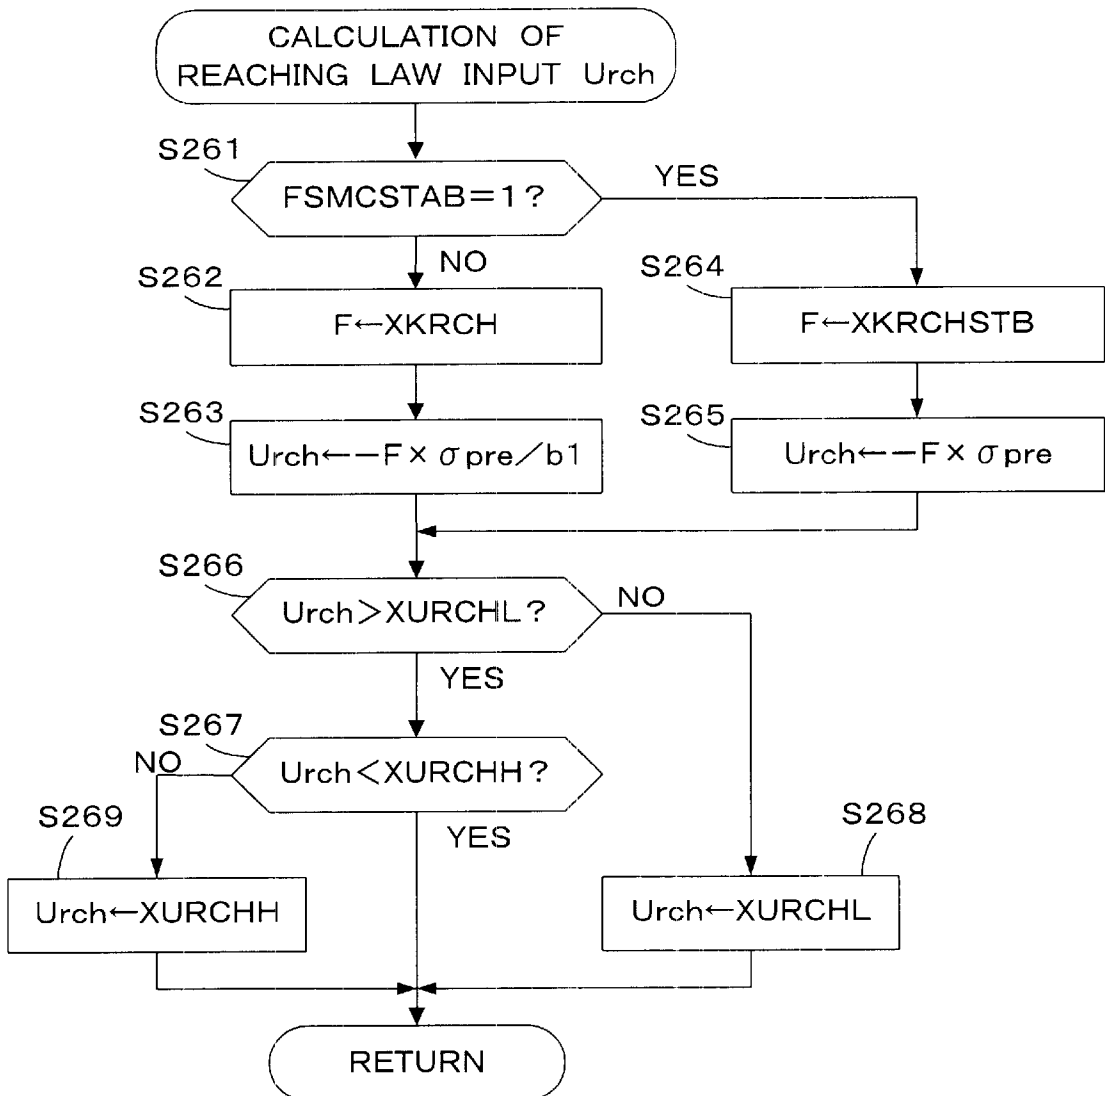 CALCULATION OF
REACHING LAW INPUT Urch
S261
FSMCSTAB=1?
YES
NO
S262
F←XKRCH
S264
F←XKRCHSTB
S263
Urch←−F×σpre/b1
S265
Urch←−F×σpre
S266
Urch>XURCHL?
NO
YES
S267
Urch<XURCHH?
NO
YES
S269
Urch←XURCHH
S268
Urch←XURCHL
RETURN